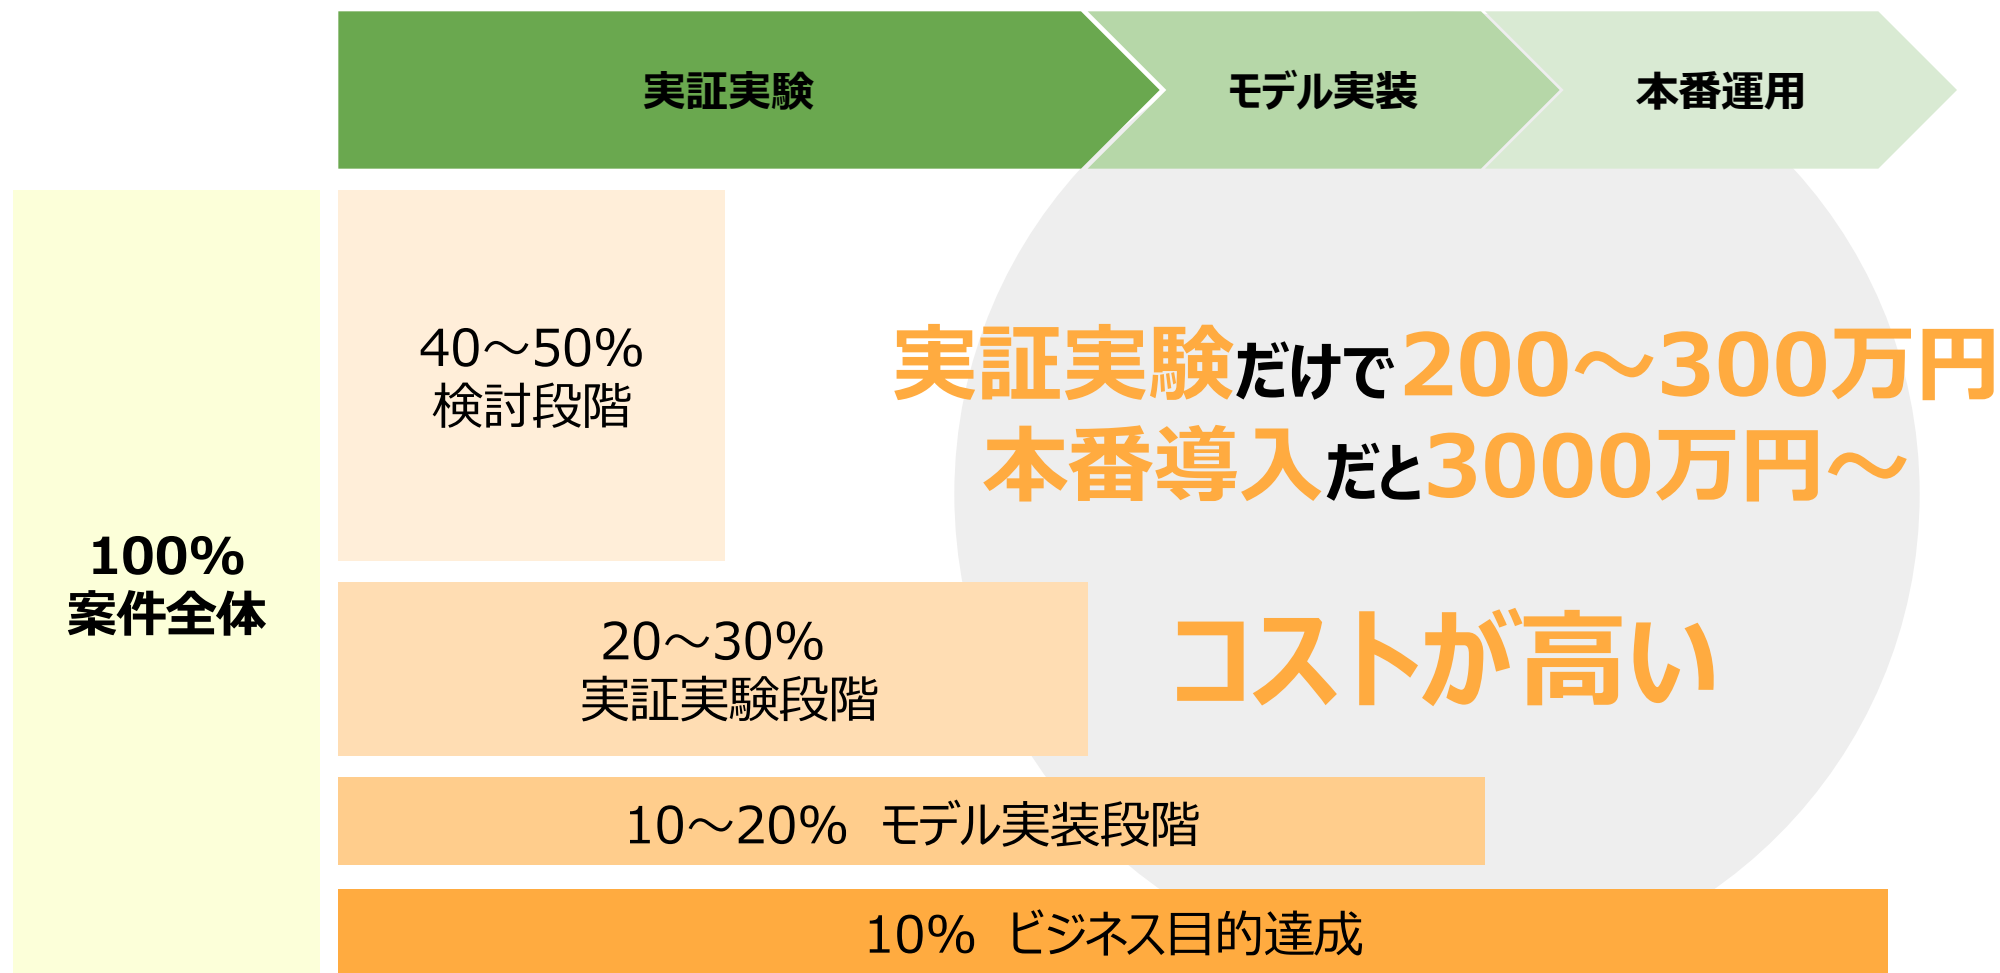 実証実験
モデル実装
本番運用
100%
案件全体
40～50%
検討段階
実証実験だけで200～300万円
本番導入だと3000万円～
コストが高い
20～30%
実証実験段階
10～20%　モデル実装段階
10%　ビジネス目的達成